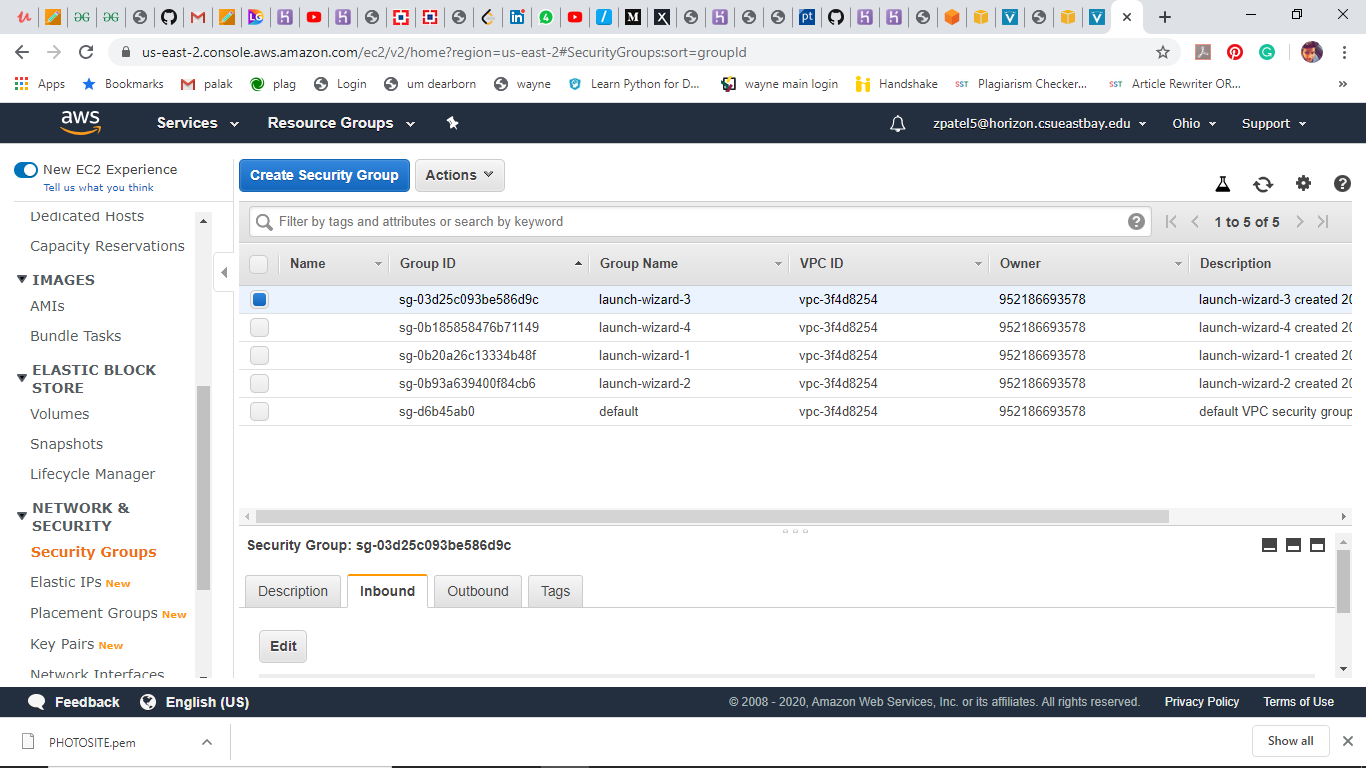 us-east-2.console.aws.amazon.com/ec2/v2/home?region=us-east-2#SecurityGroups:sort=groupId
Apps Bookmarks palak plag Login um dearborn wayne Learn Python for D... wayne main login Handshake SST Plagiarism Checker... SST Article Rewriter OR... »
aws Services Resource Groups zpatel5@horizon.csueastbay.edu Ohio Support
New EC2 Experience
Tell us what you think
Dedicated Hosts
Capacity Reservations
IMAGES
AMIs
Bundle Tasks
ELASTIC BLOCK
STORE
Volumes
Snapshots
Lifecycle Manager
NETWORK &
SECURITY
Security Groups
Elastic IPs New
Placement Groups New
Key Pairs New
Network Interfaces
Create Security Group Actions
Filter by tags and attributes or search by keyword 1 to 5 of 5
Name Group ID Group Name VPC ID Owner Description
sg-03d25c093be586d9c launch-wizard-3 vpc-3f4d8254 952186693578 launch-wizard-3 created 20
sg-0b185858476b71149 launch-wizard-4 vpc-3f4d8254 952186693578 launch-wizard-4 created 20
sg-0b20a26c13334b48f launch-wizard-1 vpc-3f4d8254 952186693578 launch-wizard-1 created 20
sg-0b93a639400f84cb6 launch-wizard-2 vpc-3f4d8254 952186693578 launch-wizard-2 created 20
sg-d6b45ab0 default vpc-3f4d8254 952186693578 default VPC security group
Security Group: sg-03d25c093be586d9c
Description Inbound Outbound Tags
Edit
Feedback English (US) © 2008 - 2020, Amazon Web Services, Inc. or its affiliates. All rights reserved. Privacy Policy Terms of Use
PHOTOSITE.pem Show all